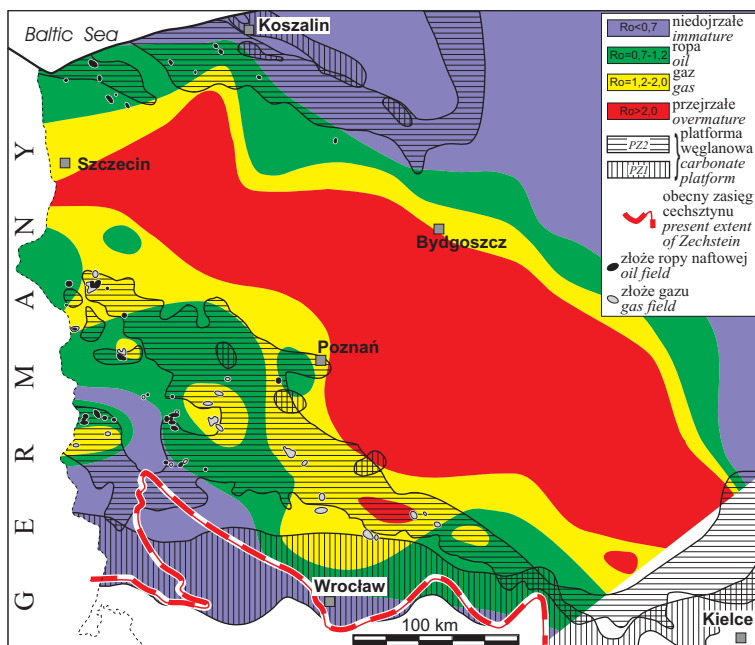 Baltic Sea
Koszalin
Szczecin
Bydgoszcz
Poznań
Wrocław
Kielce
GERMANY
100 km
Ro<0,7 niedojrzałe
immature
Ro=0,7-1,2 ropa
oil
Ro=1,2-2,0 gaz
gas
Ro>2,0 przejrzałe
overmature
PZ2 platforma
węglanowa
PZ1 carbonate
platform
obecny zasięg
cechsztynu
present extent
of Zechstein
złoże ropy naftowej
oil field
złoże gazu
gas field